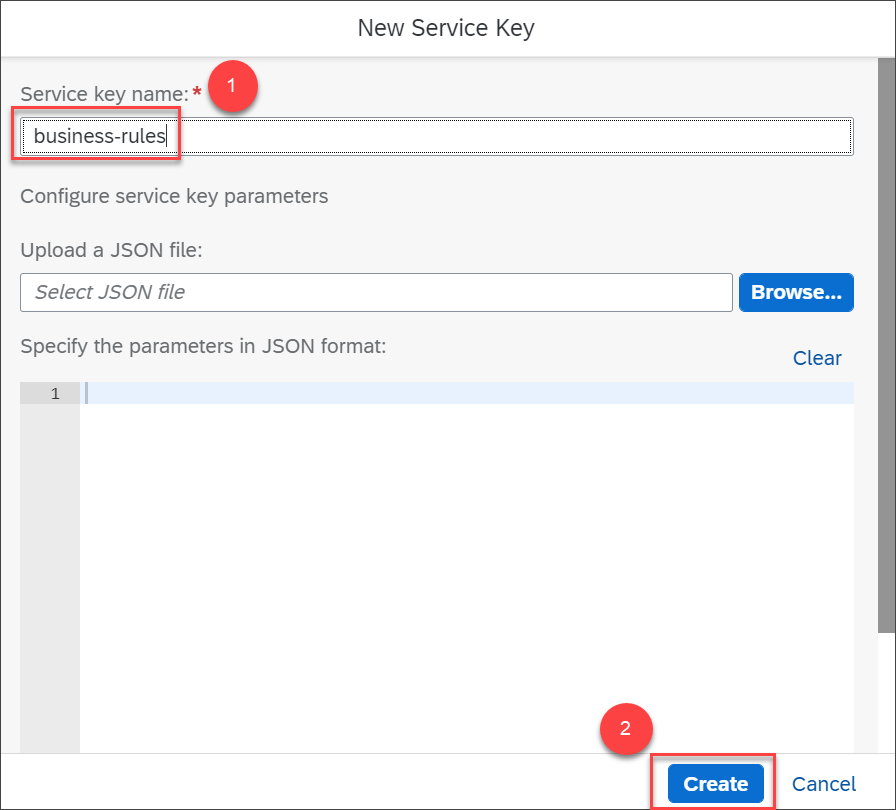 New Service Key
Service key name:* 1
business-rules
Configure service key parameters
Upload a JSON file:
Select JSON file Browse...
Specify the parameters in JSON format:
Clear
1
2
Create Cancel